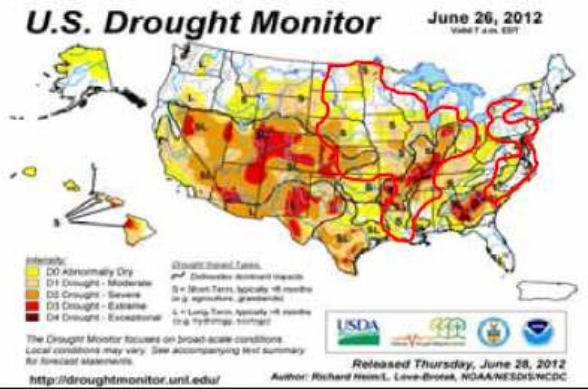 U.S. Drought Monitor
June 26, 2012
Valid 7 a.m. EDT
Intensity:
D0 Abnormally Dry
D1 Drought - Moderate
D2 Drought - Severe
D3 Drought - Extreme
D4 Drought - Exceptional
Drought Impact Types:
Delineates dominant impacts
S = Short-Term, typically <6 months
(e.g. agriculture, grasslands)
L = Long-Term, typically >6 months
(e.g. hydrology, ecology)
The Drought Monitor focuses on broad-scale conditions.
Local conditions may vary. See accompanying text summary
for forecast statements.
USDA
http://droughtmonitor.unl.edu/
Released Thursday, June 28, 2012
Author: Richard Heim/L. Love-Brotak, NOAA/NESDIS/NCDC